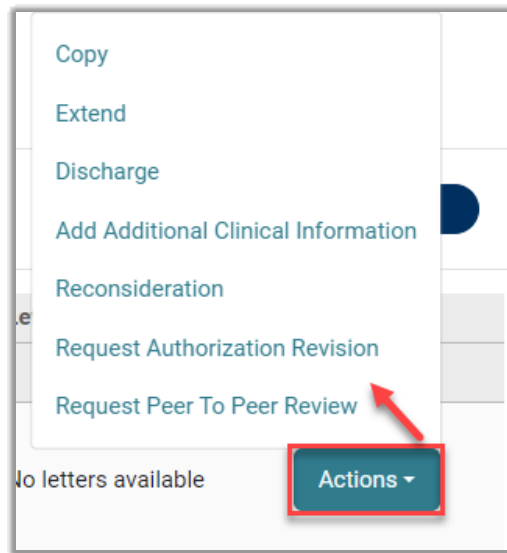 Copy
Extend
Discharge
Add Additional Clinical Information
Reconsideration
Request Authorization Revision
Request Peer To Peer Review
No letters available
Actions